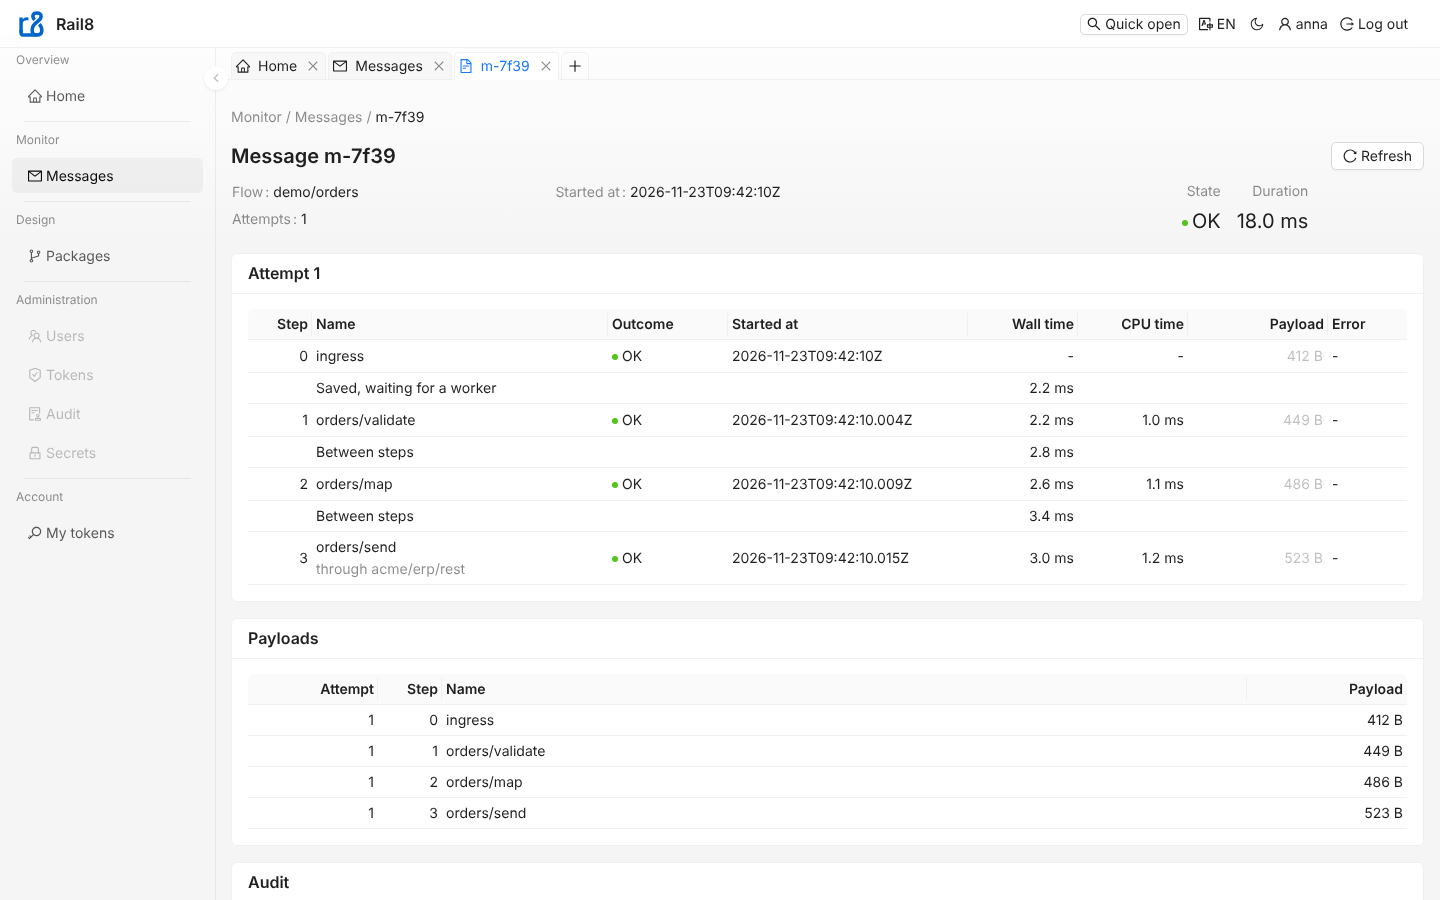 r8 Rail8
Quick open
EN
anna
Log out
Overview
Home
Monitor
Messages
Design
Packages
Administration
Users
Tokens
Audit
Secrets
Account
My tokens
Home
Messages
m-7f39
Monitor / Messages / m-7f39
Message m-7f39
Refresh
Flow : demo/orders
Started at : 2026-11-23T09:42:10Z
Attempts : 1
State Duration
OK 18.0 ms
Attempt 1
Step Name Outcome Started at Wall time CPU time Payload Error
0 ingress OK 2026-11-23T09:42:10Z - - 412 B -
Saved, waiting for a worker 2.2 ms
1 orders/validate OK 2026-11-23T09:42:10.004Z 2.2 ms 1.0 ms 449 B -
Between steps 2.8 ms
2 orders/map OK 2026-11-23T09:42:10.009Z 2.6 ms 1.1 ms 486 B -
Between steps 3.4 ms
3 orders/send OK 2026-11-23T09:42:10.015Z 3.0 ms 1.2 ms 523 B -
through acme/erp/rest
Payloads
Attempt Step Name Payload
1 0 ingress 412 B
1 1 orders/validate 449 B
1 2 orders/map 486 B
1 3 orders/send 523 B
Audit